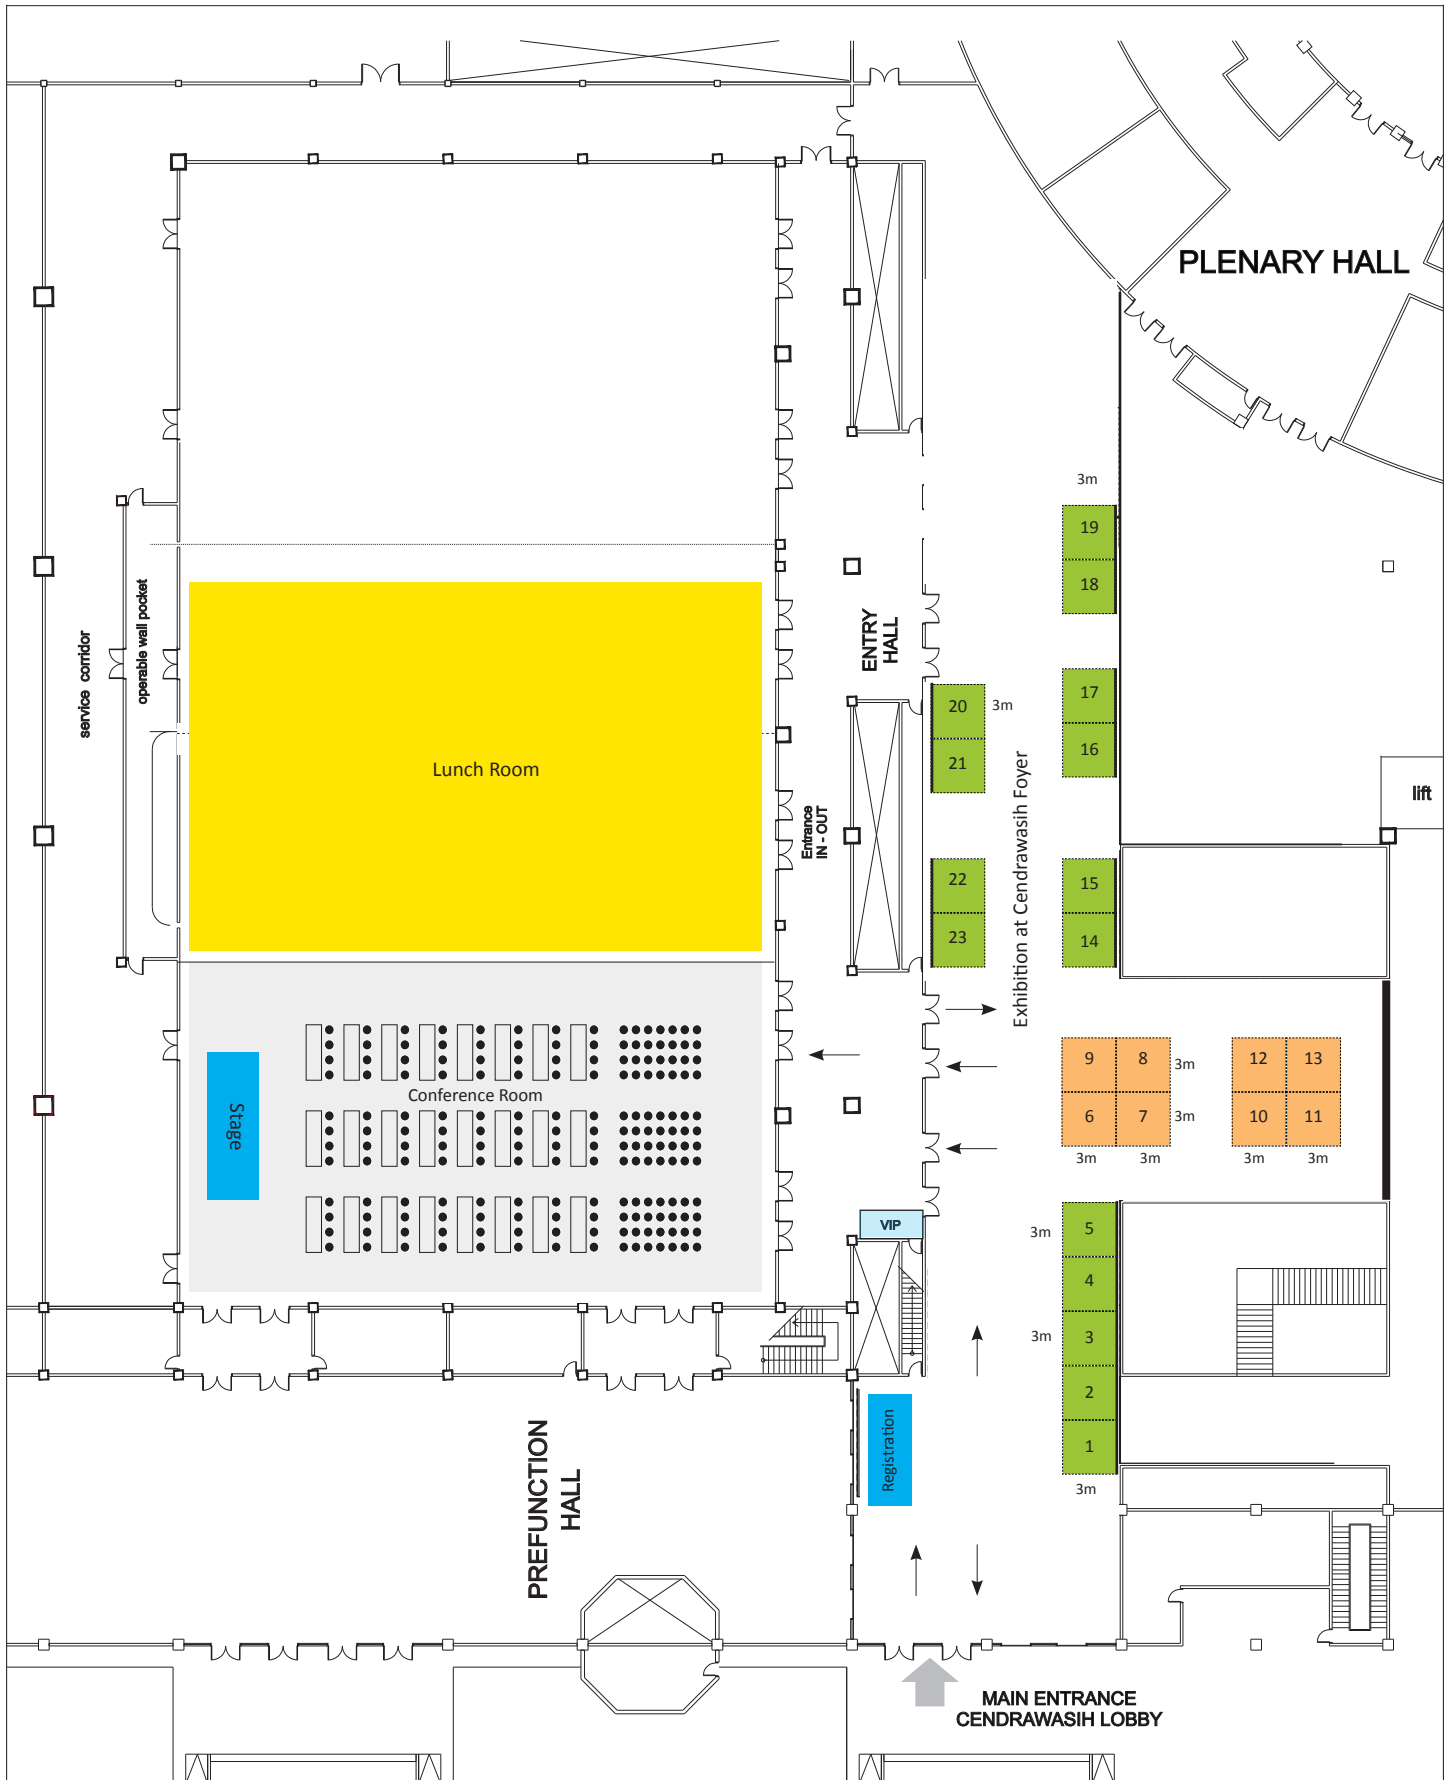 PLENARY HALL
3m
19
18
17
16
20
3m
21
22
23
15
14
ENTRY
HALL
operable wall pocket
service corridor
Lunch Room
Entrance
IN - OUT
Exhibition at Cendrawasih Foyer
lift
9
8
3m
12
13
6
7
3m
10
11
3m
3m
3m
3m
Conference Room
Stage
VIP
3m
5
4
3m
3
2
1
3m
Registration
PREFUNCTION
HALL
MAIN ENTRANCE
CENDRAWASIH LOBBY